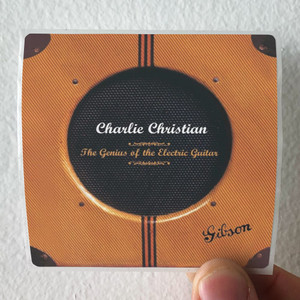 Charlie Christian
The Genius of the Electric Guitar
Gibson